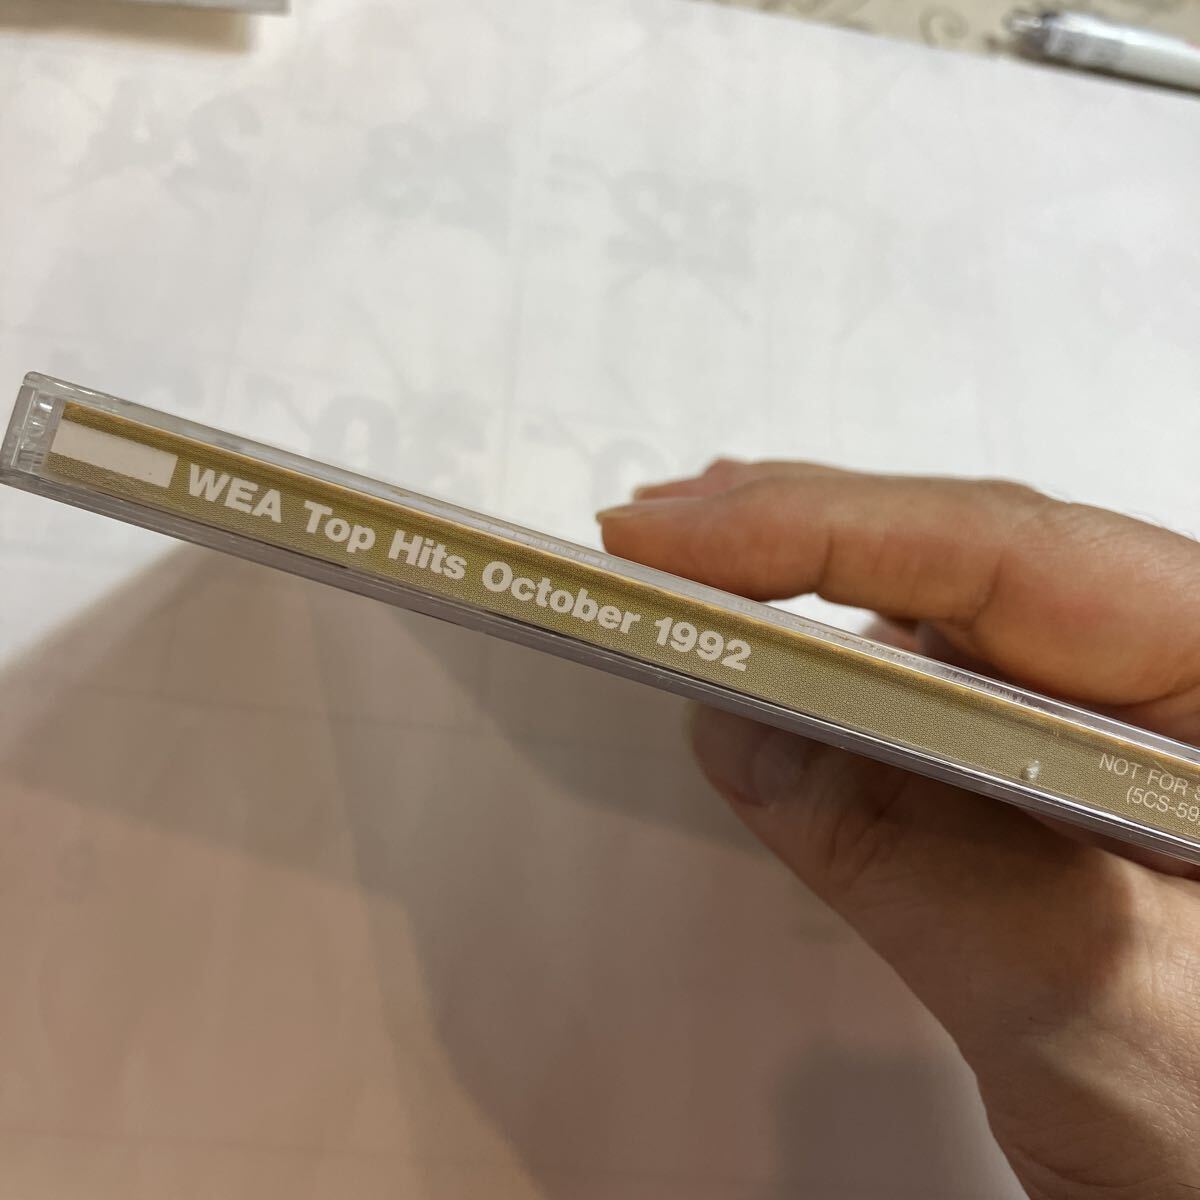 WEA Top Hits October 1992
NOT FOR
(5CS-59